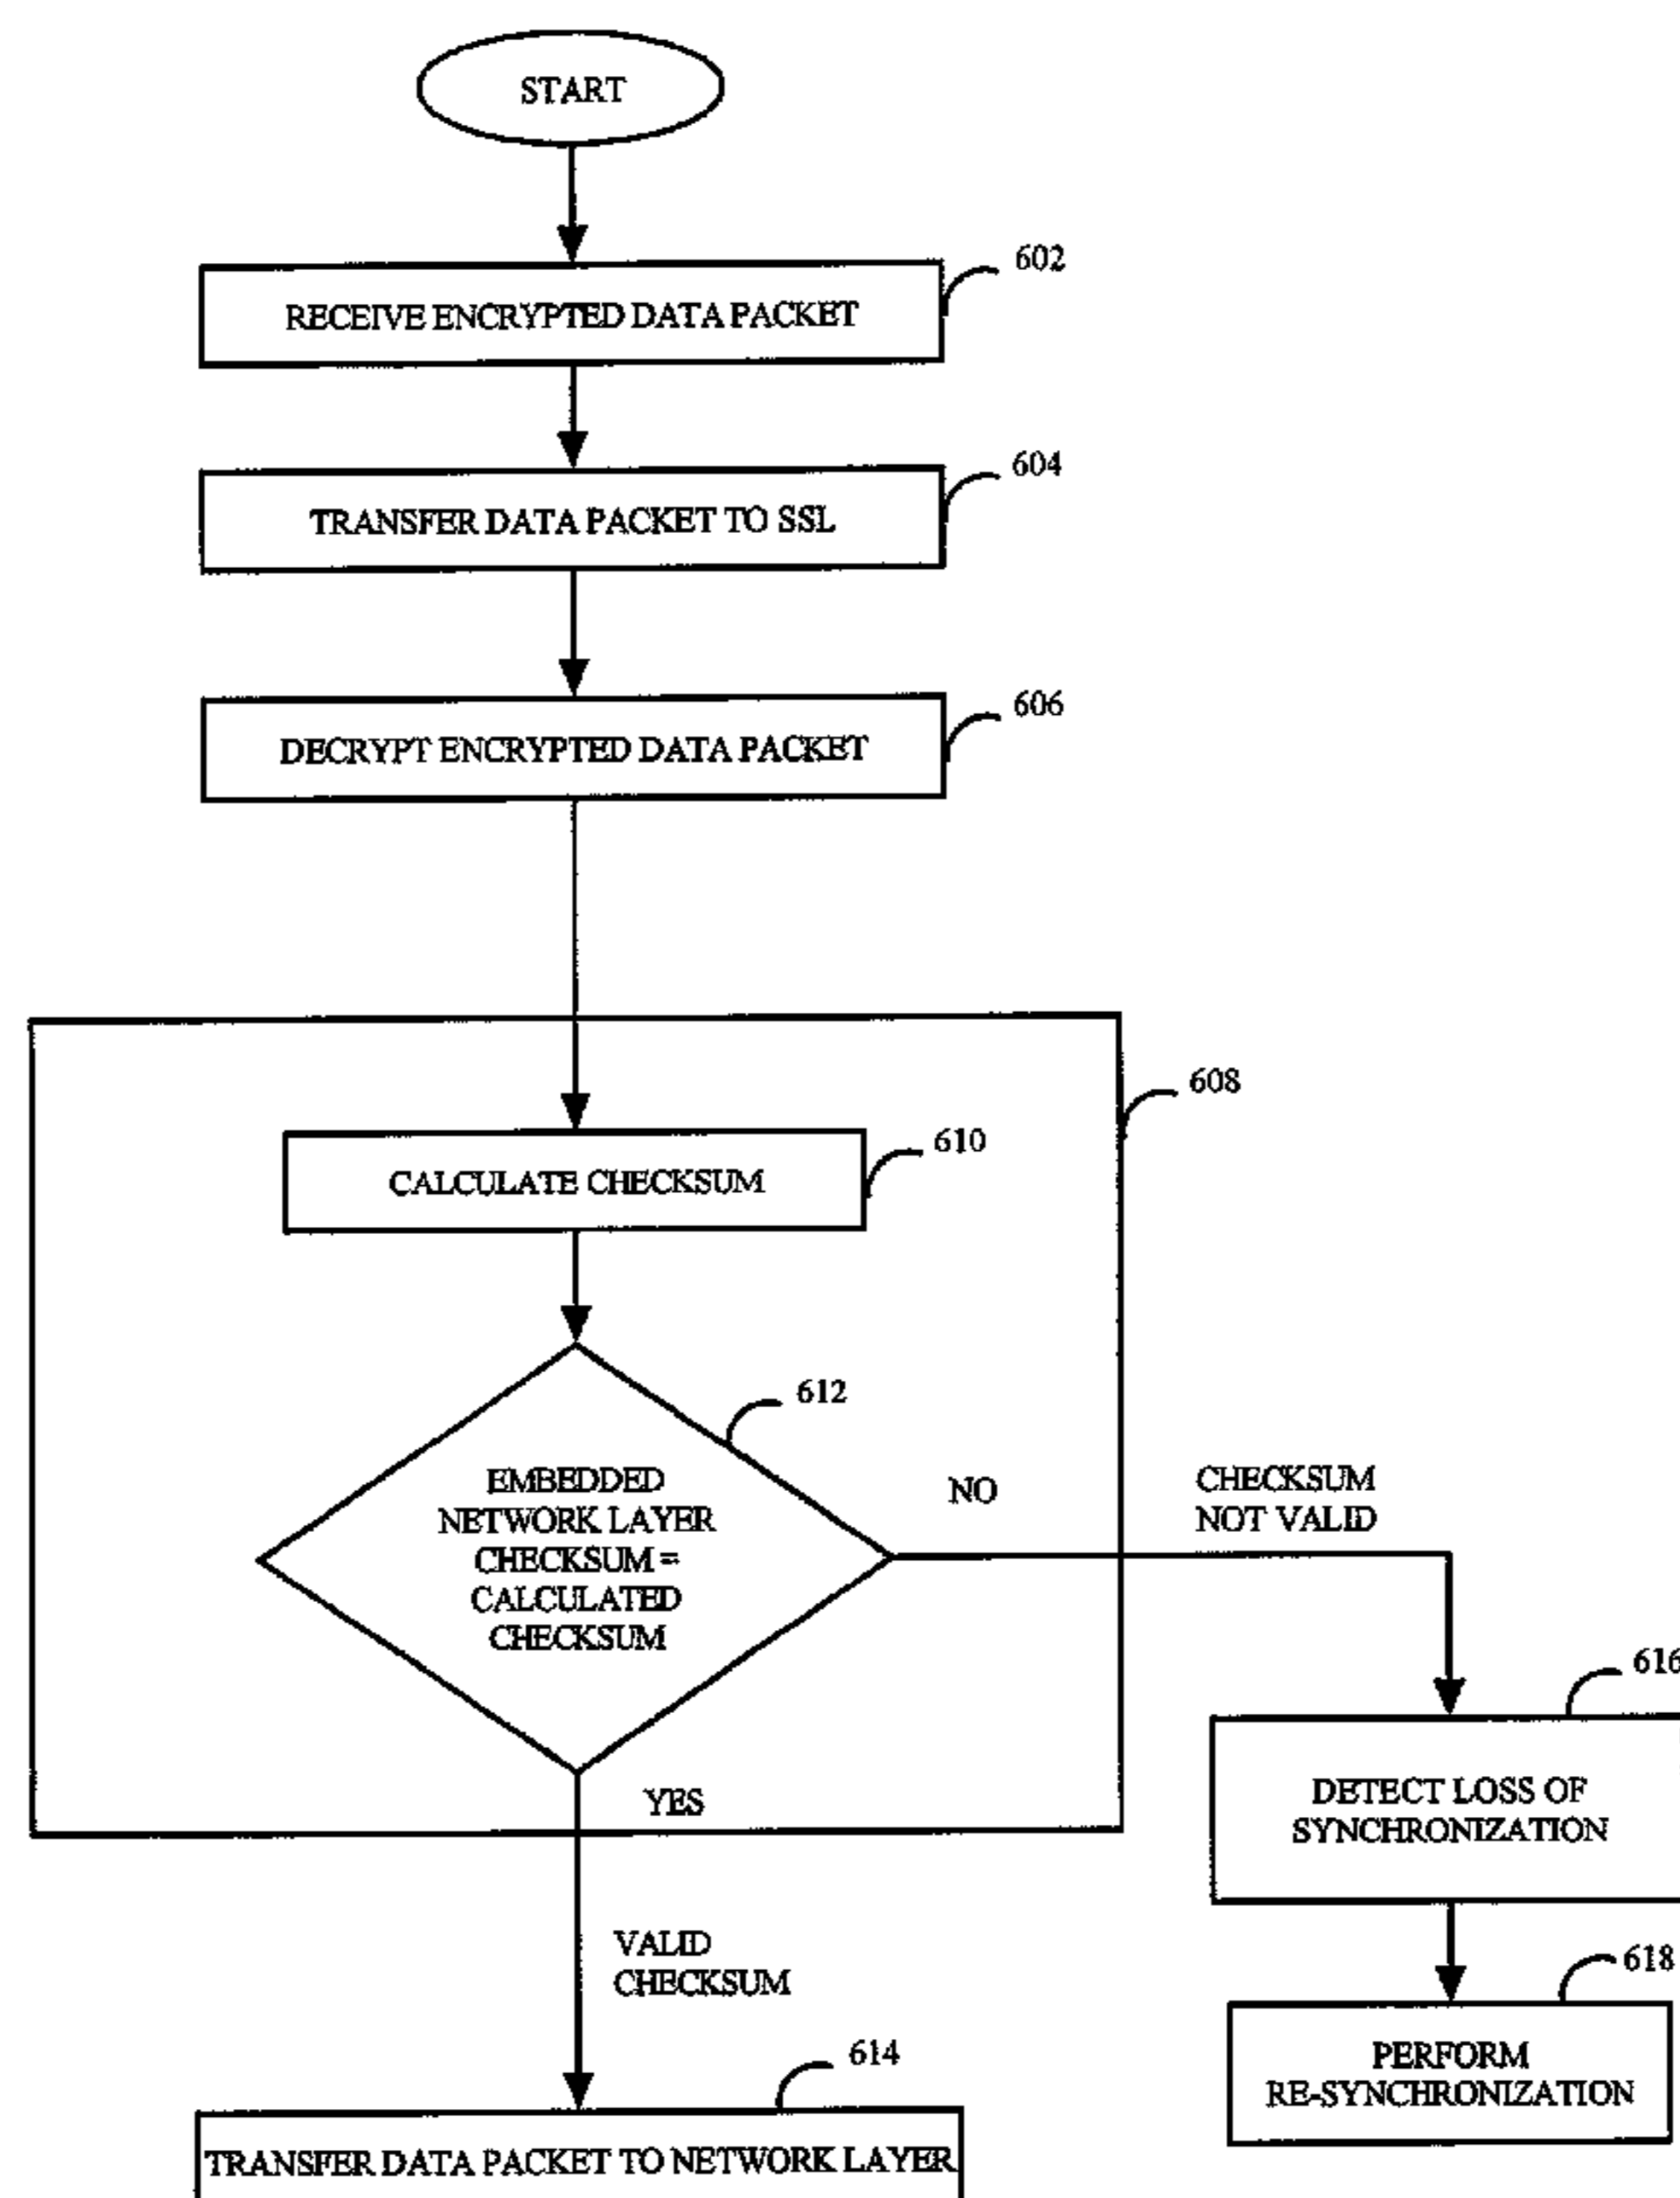 START
602
RECEIVE ENCRYPTED DATA PACKET
604
TRANSFER DATA PACKET TO SSL
606
DECRYPT ENCRYPTED DATA PACKET
608
610
CALCULATE CHECKSUM
612
EMBEDDED
NETWORK LAYER
CHECKSUM =
CALCULATED
CHECKSUM
NO
CHECKSUM
NOT VALID
616
DETECT LOSS OF
SYNCHRONIZATION
YES
VALID
CHECKSUM
618
PERFORM
RE-SYNCHRONIZATION
614
TRANSFER DATA PACKET TO NETWORK LAYER